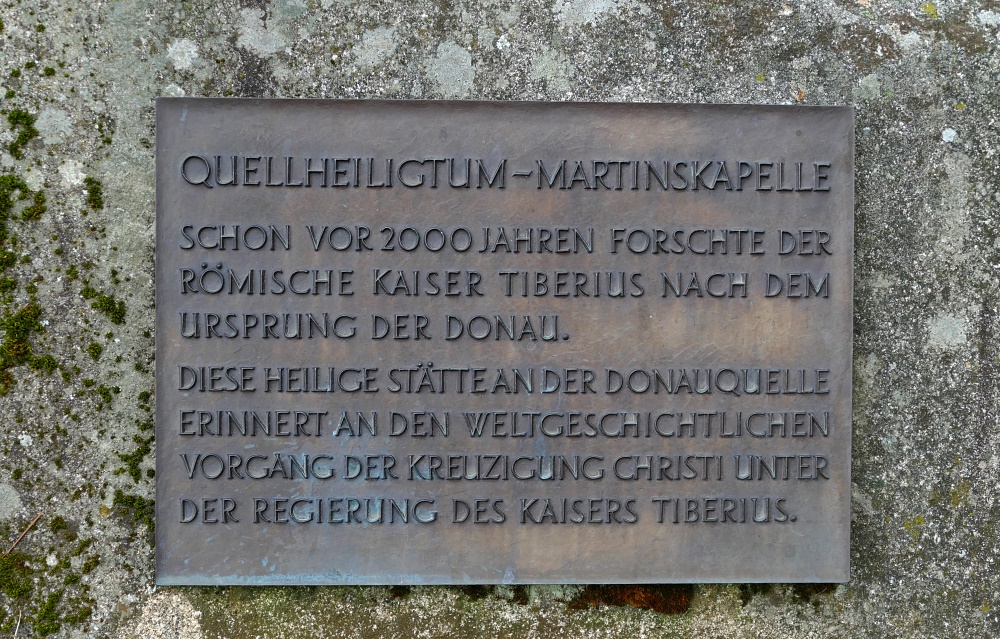 QUELLHEILIGTUM - MARTINSKAPELLE
SCHON VOR 2000 JAHREN FORSCHTE DER
RÖMISCHE KAISER TIBERIUS NACH DEM
URSPRUNG DER DONAU.
DIESE HEILIGE STÄTTE AN DER DONAUQUELLE
ERINNERT AN DEN WELTGESCHICHTLICHEN
VORGANG DER KREUZIGUNG CHRISTI UNTER
DER REGIERUNG DES KAISERS TIBERIUS.